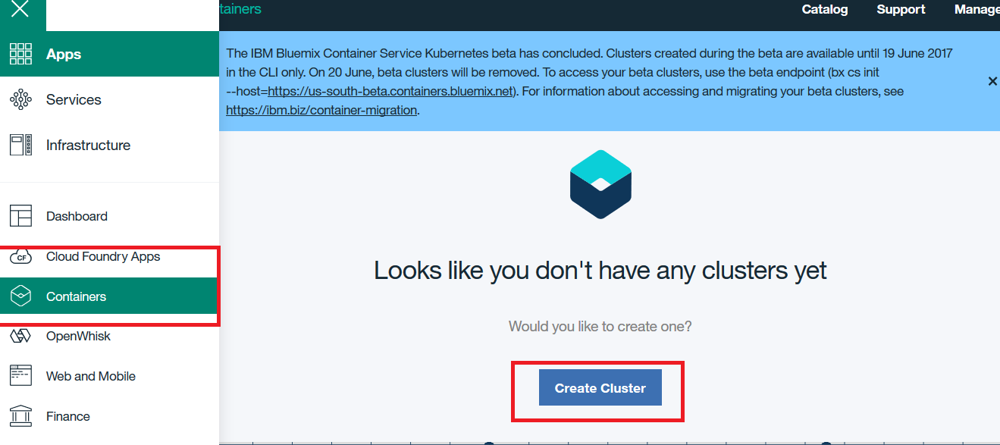 tainers
Catalog
Support
Manage
Apps
Services
Infrastructure
Dashboard
Cloud Foundry Apps
Containers
OpenWhisk
Web and Mobile
Finance
The IBM Bluemix Container Service Kubernetes beta has concluded. Clusters created during the beta are available until 19 June 2017
in the CLI only. On 20 June, beta clusters will be removed. To access your beta clusters, use the beta endpoint (bx cs init
--host=https://us-south-beta.containers.bluemix.net). For information about accessing and migrating your beta clusters, see
https://ibm.biz/container-migration.
Looks like you don't have any clusters yet
Would you like to create one?
Create Cluster
CF